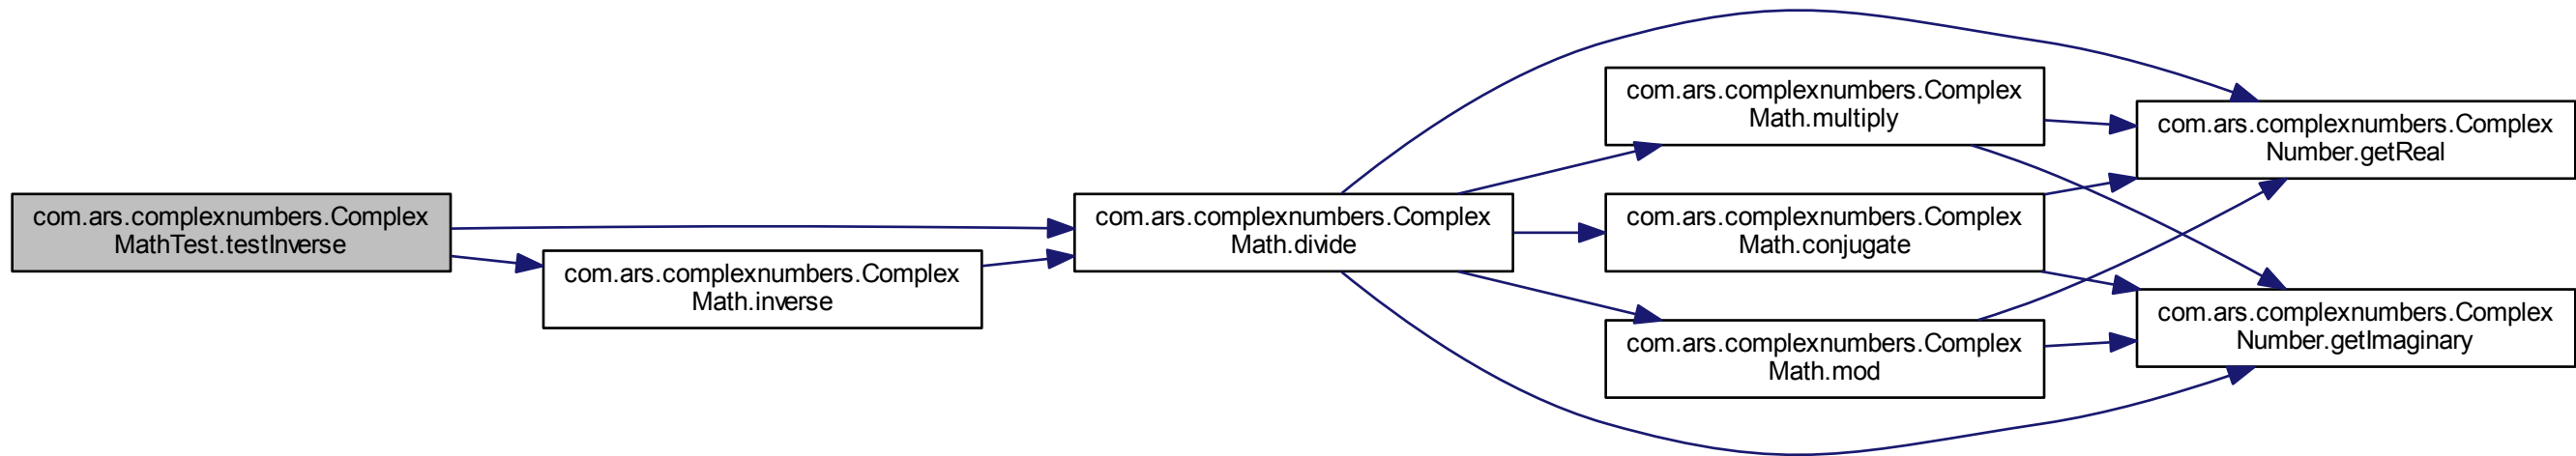 com.ars.complexnumbers.Complex
MathTest.testInverse
com.ars.complexnumbers.Complex
Math.inverse
com.ars.complexnumbers.Complex
Math.divide
com.ars.complexnumbers.Complex
Math.multiply
com.ars.complexnumbers.Complex
Math.conjugate
com.ars.complexnumbers.Complex
Math.mod
com.ars.complexnumbers.Complex
Number.getReal
com.ars.complexnumbers.Complex
Number.getImaginary